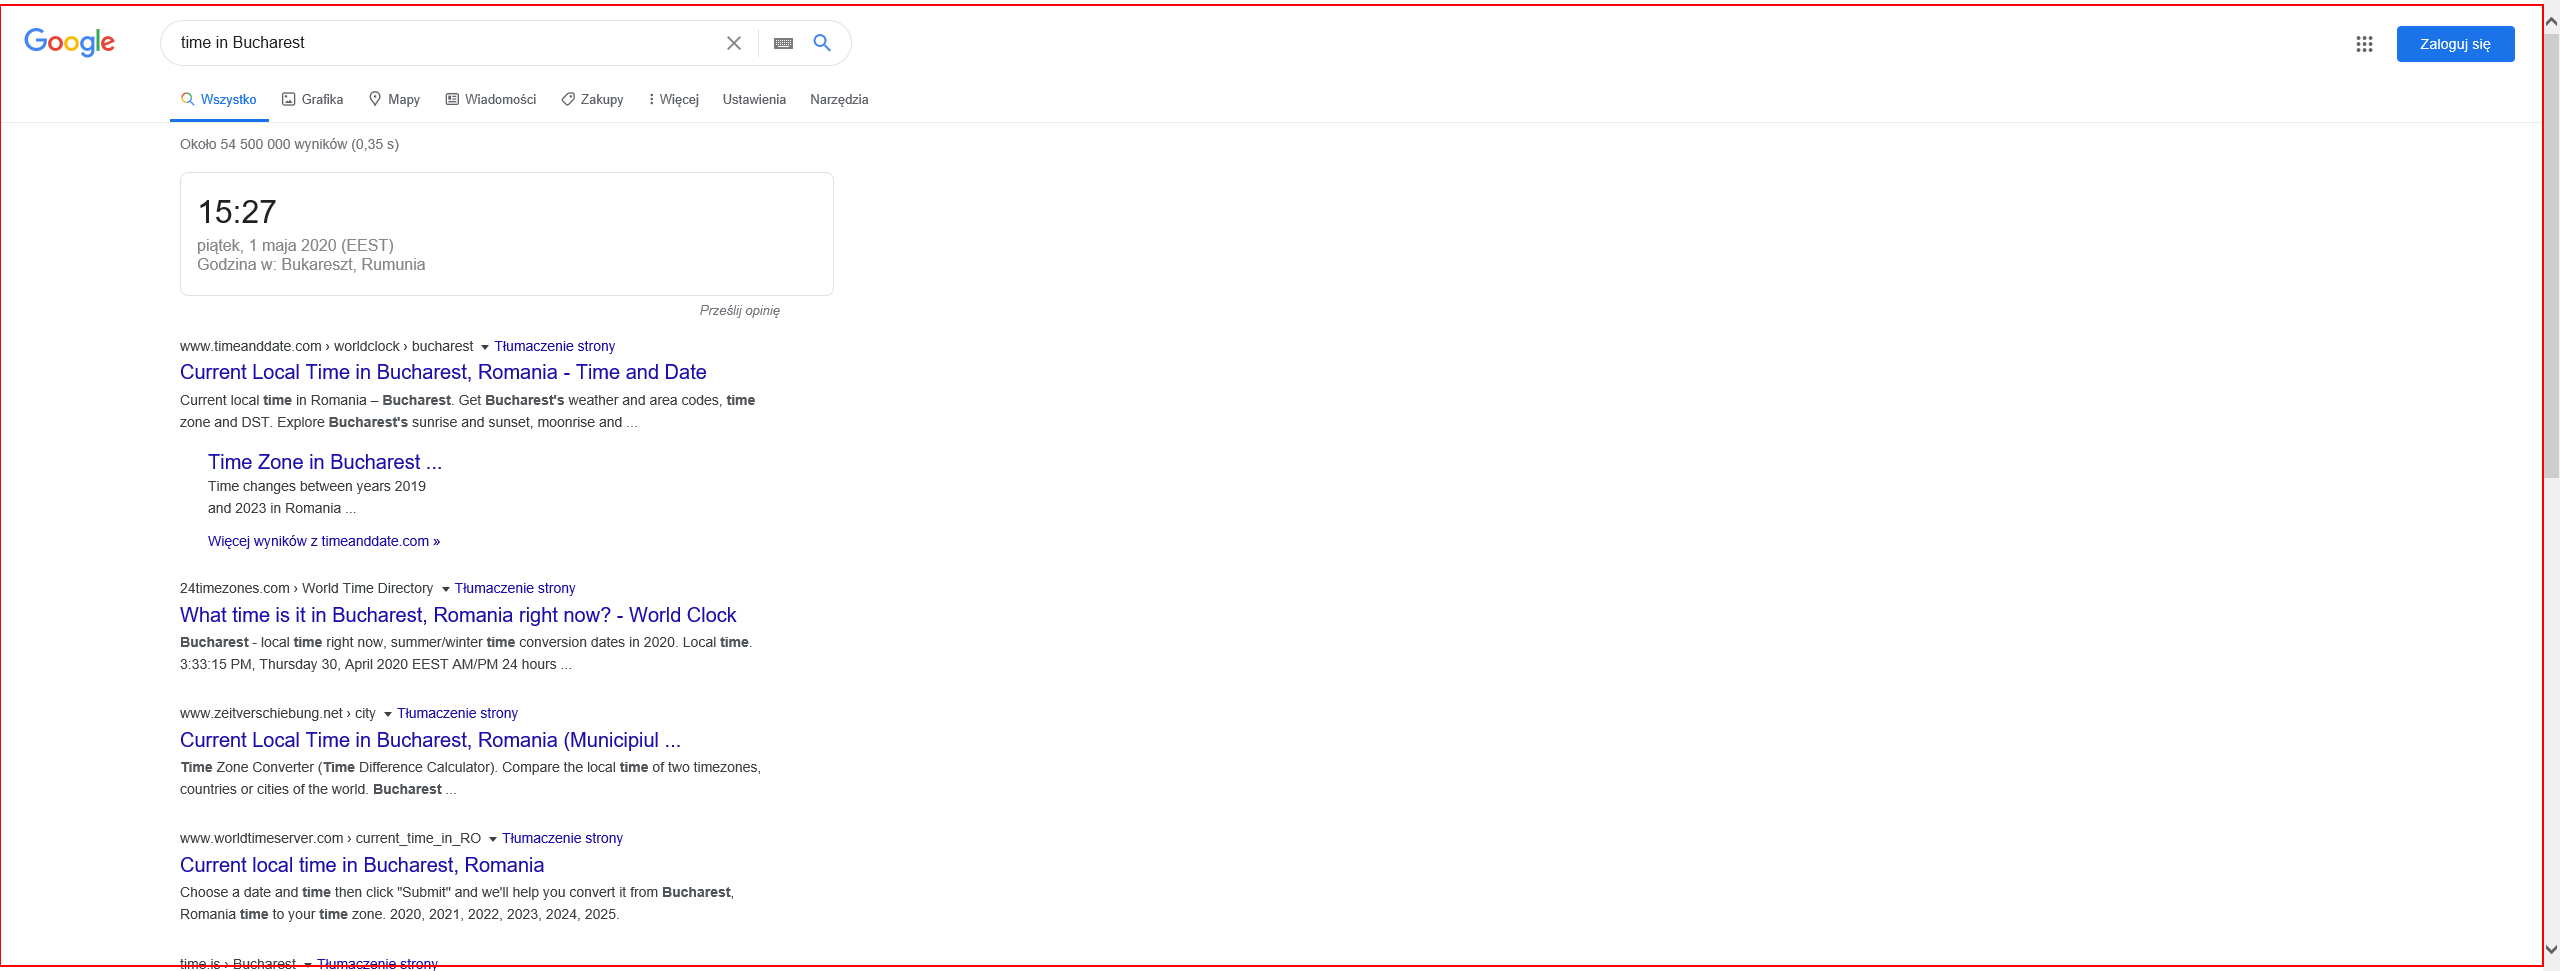 Google
time in Bucharest
Zaloguj się
Wszystko Grafika Mapy Wiadomości Zakupy Więcej Ustawienia Narzędzia
Około 54 500 000 wyników (0,35 s)
15:27
piątek, 1 maja 2020 (EEST)
Godzina w: Bukareszt, Rumunia
Prześlij opinię
www.timeanddate.com › worldclock › bucharest Tłumaczenie strony
Current Local Time in Bucharest, Romania - Time and Date
Current local time in Romania – Bucharest. Get Bucharest's weather and area codes, time
zone and DST. Explore Bucharest's sunrise and sunset, moonrise and ...
Time Zone in Bucharest ...
Time changes between years 2019
and 2023 in Romania ...
Więcej wyników z timeanddate.com »
24timezones.com › World Time Directory Tłumaczenie strony
What time is it in Bucharest, Romania right now? - World Clock
Bucharest - local time right now, summer/winter time conversion dates in 2020. Local time.
3:33:15 PM, Thursday 30, April 2020 EEST AM/PM 24 hours ...
www.zeitverschiebung.net › city Tłumaczenie strony
Current Local Time in Bucharest, Romania (Municipiul ...
Time Zone Converter (Time Difference Calculator). Compare the local time of two timezones,
countries or cities of the world. Bucharest ...
www.worldtimeserver.com › current_time_in_RO Tłumaczenie strony
Current local time in Bucharest, Romania
Choose a date and time then click "Submit" and we'll help you convert it from Bucharest,
Romania time to your time zone. 2020, 2021, 2022, 2023, 2024, 2025.
time.is › Bucharest Tłumaczenie strony